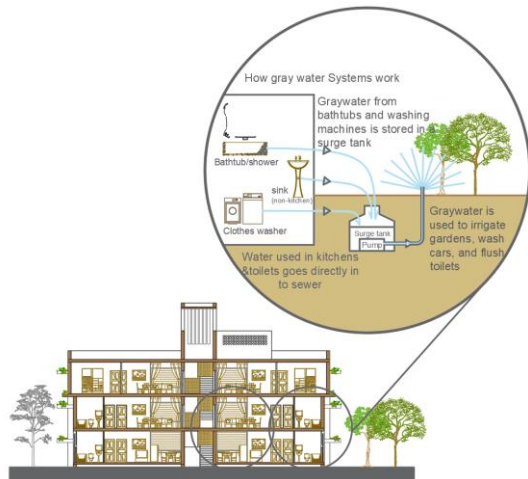 How gray water Systems work
Graywater from
bathtubs and washing
machines is stored in a
surge tank
Bathtub/shower
sink
(non-kitchen)
Clothes washer
Surge tank
Pump
Graywater is
used to irrigate
gardens, wash
cars, and flush
toilets
Water used in kitchens
&toilets goes directly in
to sewer